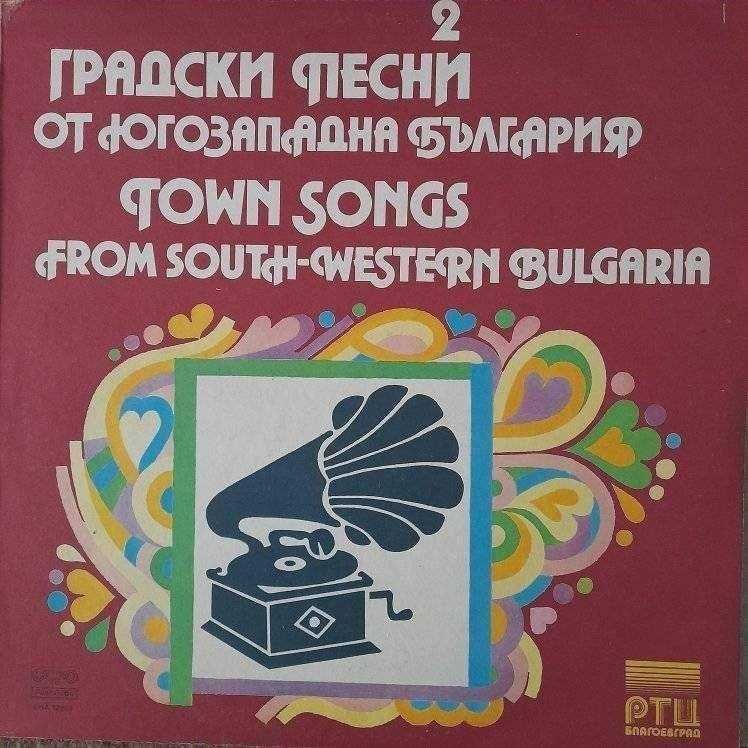 2
ГРАДСКИ ПЕСНИ
ОТ ЮГОЗАПАДНА БЪЛГАРИЯ
TOWN SONGS
FROM SOUTH-WESTERN BULGARIA
РТЦ
БЛАГОЕВГРАД